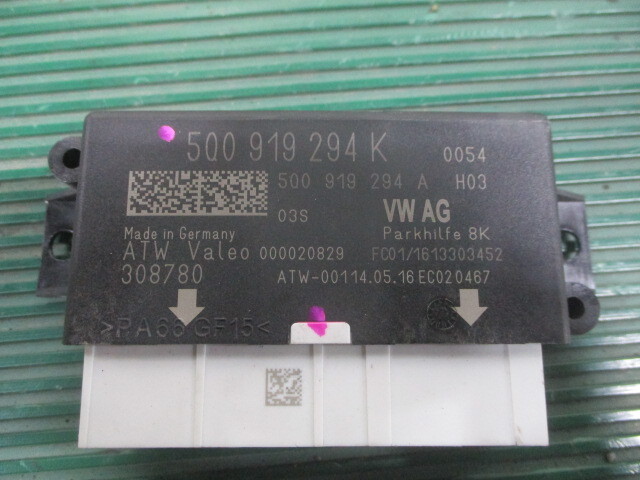 5Q0 919 294 K 0054
5Q0 919 294 A H03
03S VW AG
Made in Germany Parkhilfe 8K
ATW Valeo 000020829 FC01/1613303452
308780 ATW-00114.05.16 EC020467
>PA66 GF15<